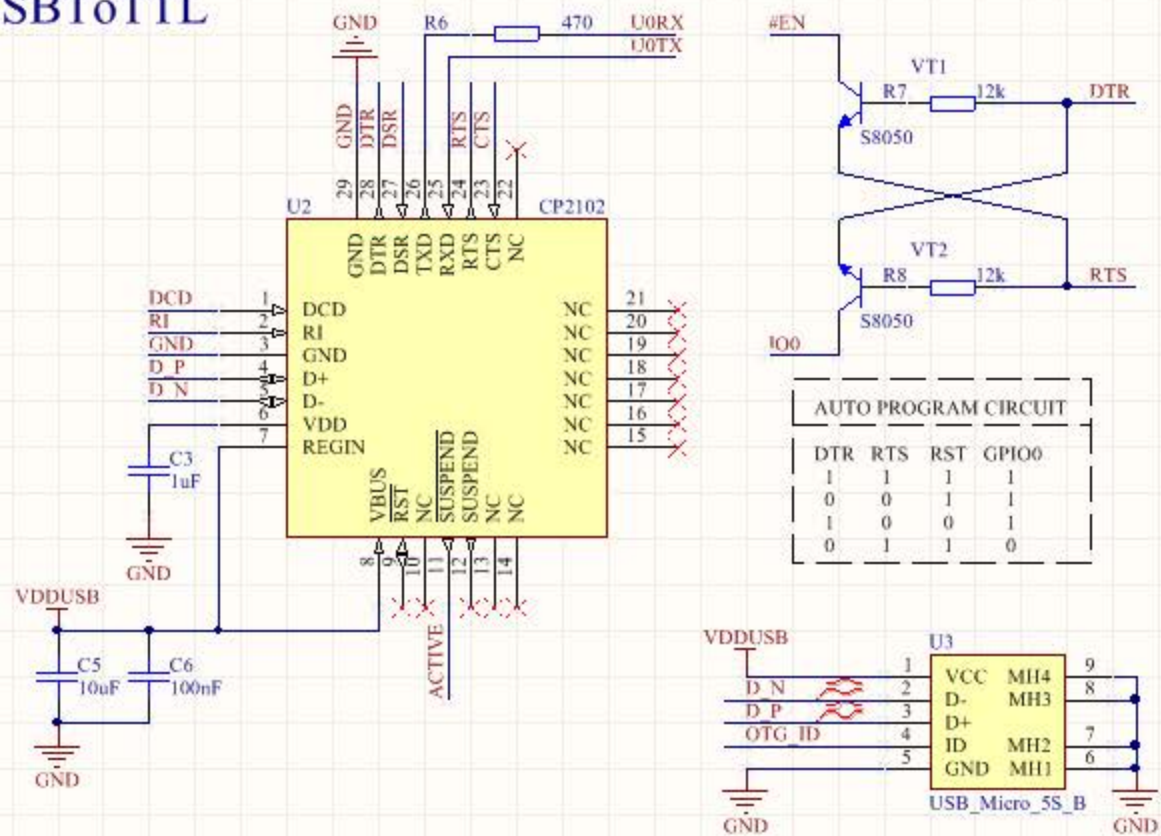 SBToTTL
GND R6 470 U0RX
U0TX
#EN
VT1
R7 12k DTR
S8050
GND DTR DSR RTS CTS
29 28 27 26 25 24 23 22
U2 CP2102
GND DTR DSR TXD RXD RTS CTS NC
VT2
R8 12k RTS
S8050
IO0
DCD 1 DCD NC 21
RI 2 RI NC 20
GND 3 GND NC 19
D_P 4 D+ NC 18
D_N 5 D- NC 17
6 VDD NC 16
7 REGIN NC 15
C3
1uF
GND
VBUS RST NC SUSPEND SUSPEND NC NC
8 9 10 11 12 13 14
ACTIVE
AUTO PROGRAM CIRCUIT
DTR RTS RST GPIO0
1 1 1 1
0 0 1 1
1 0 0 1
0 1 1 0
VDDUSB
C5 C6
10uF 100nF
GND
VDDUSB U3
1 VCC MH4 9
D_N 2 D- MH3 8
D_P 3 D+
OTG_ID 4 ID MH2 7
5 GND MH1 6
USB_Micro_5S_B
GND GND